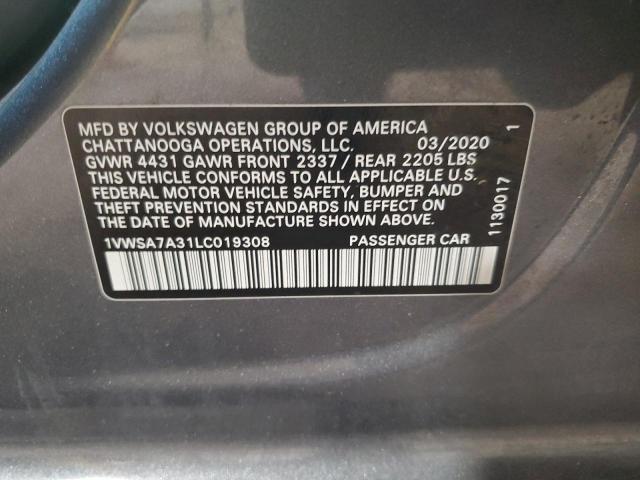 MFD BY VOLKSWAGEN GROUP OF AMERICA
CHATTANOOGA OPERATIONS, LLC. 03/2020
GVWR 4431 GAWR FRONT 2337 / REAR 2205 LBS
THIS VEHICLE CONFORMS TO ALL APPLICABLE U.S.
FEDERAL MOTOR VEHICLE SAFETY, BUMPER AND
THEFT PREVENTION STANDARDS IN EFFECT ON
THE DATE OF MANUFACTURE SHOWN ABOVE.
1VWSA7A31LC019308 PASSENGER CAR
1130017 1